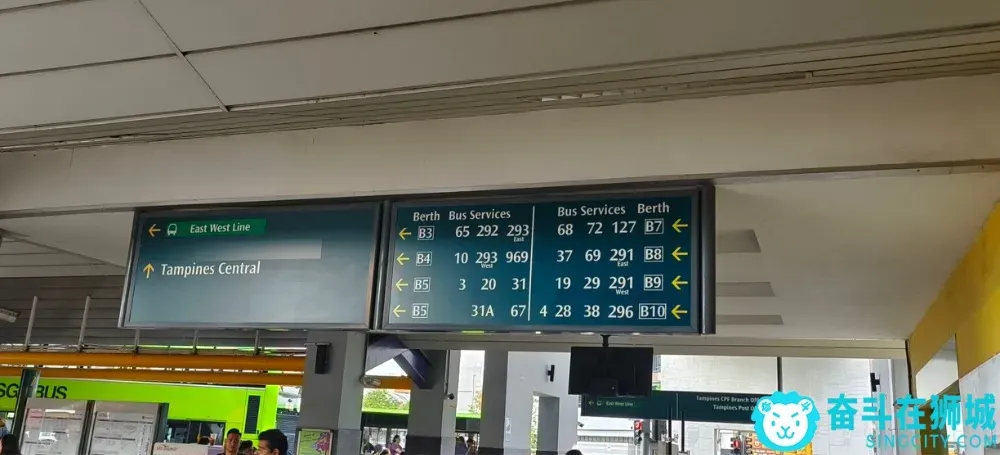 East West Line
Tampines Central
Berth Bus Services
B3 65 292 293
East
B4 10 293 969
West
B5 3 20 31
B5 31A 67
Bus Services Berth
68 72 127 B7
37 69 291 B8
East
19 29 291 B9
West
4 28 38 296 B10
SG BUS
East West Line
Tampines CPF Branch Office
Tampines Post
奋斗在狮城
SINGCITY.COM